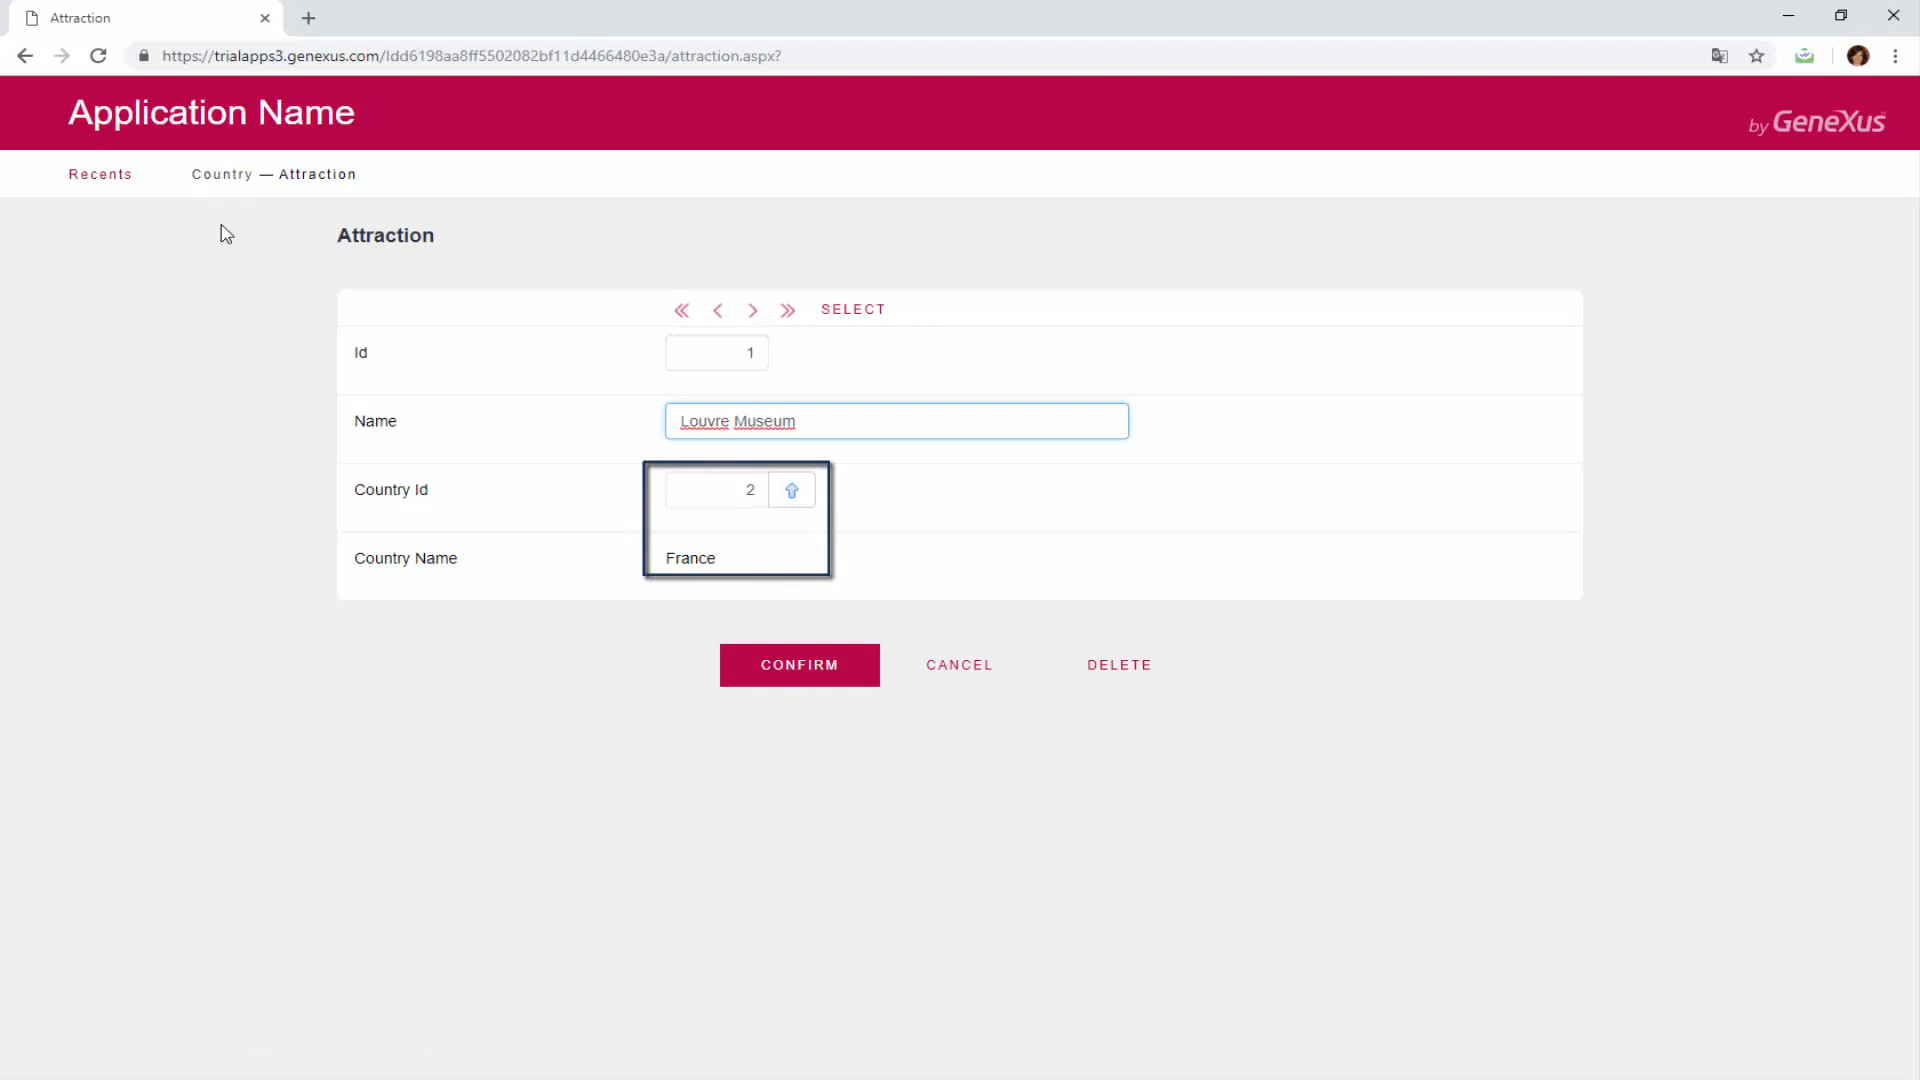 Attraction
https://trialapps3.genexus.com/Idd6198aa8ff5502082bf11d4466480e3a/attraction.aspx?
Application Name
by GeneXus
Recents Country — Attraction
Attraction
SELECT
Id 1
Name Louvre Museum
Country Id 2
Country Name France
CONFIRM CANCEL DELETE